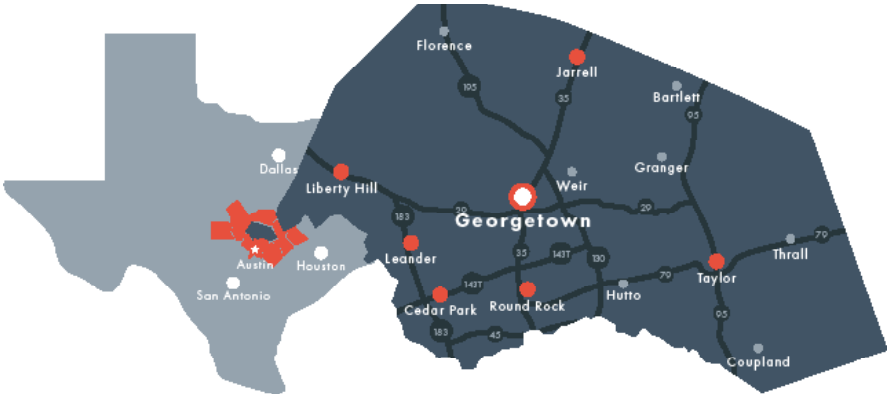 Florence
Jarrell
195
35
Bartlett
95
Dallas
Granger
Liberty Hill
Weir
183
29
29
Georgetown
79
35
143T
130
Thrall
Leander
Austin
Houston
79
Taylor
143T
San Antonio
Hutto
Cedar Park
Round Rock
95
183
45
Coupland